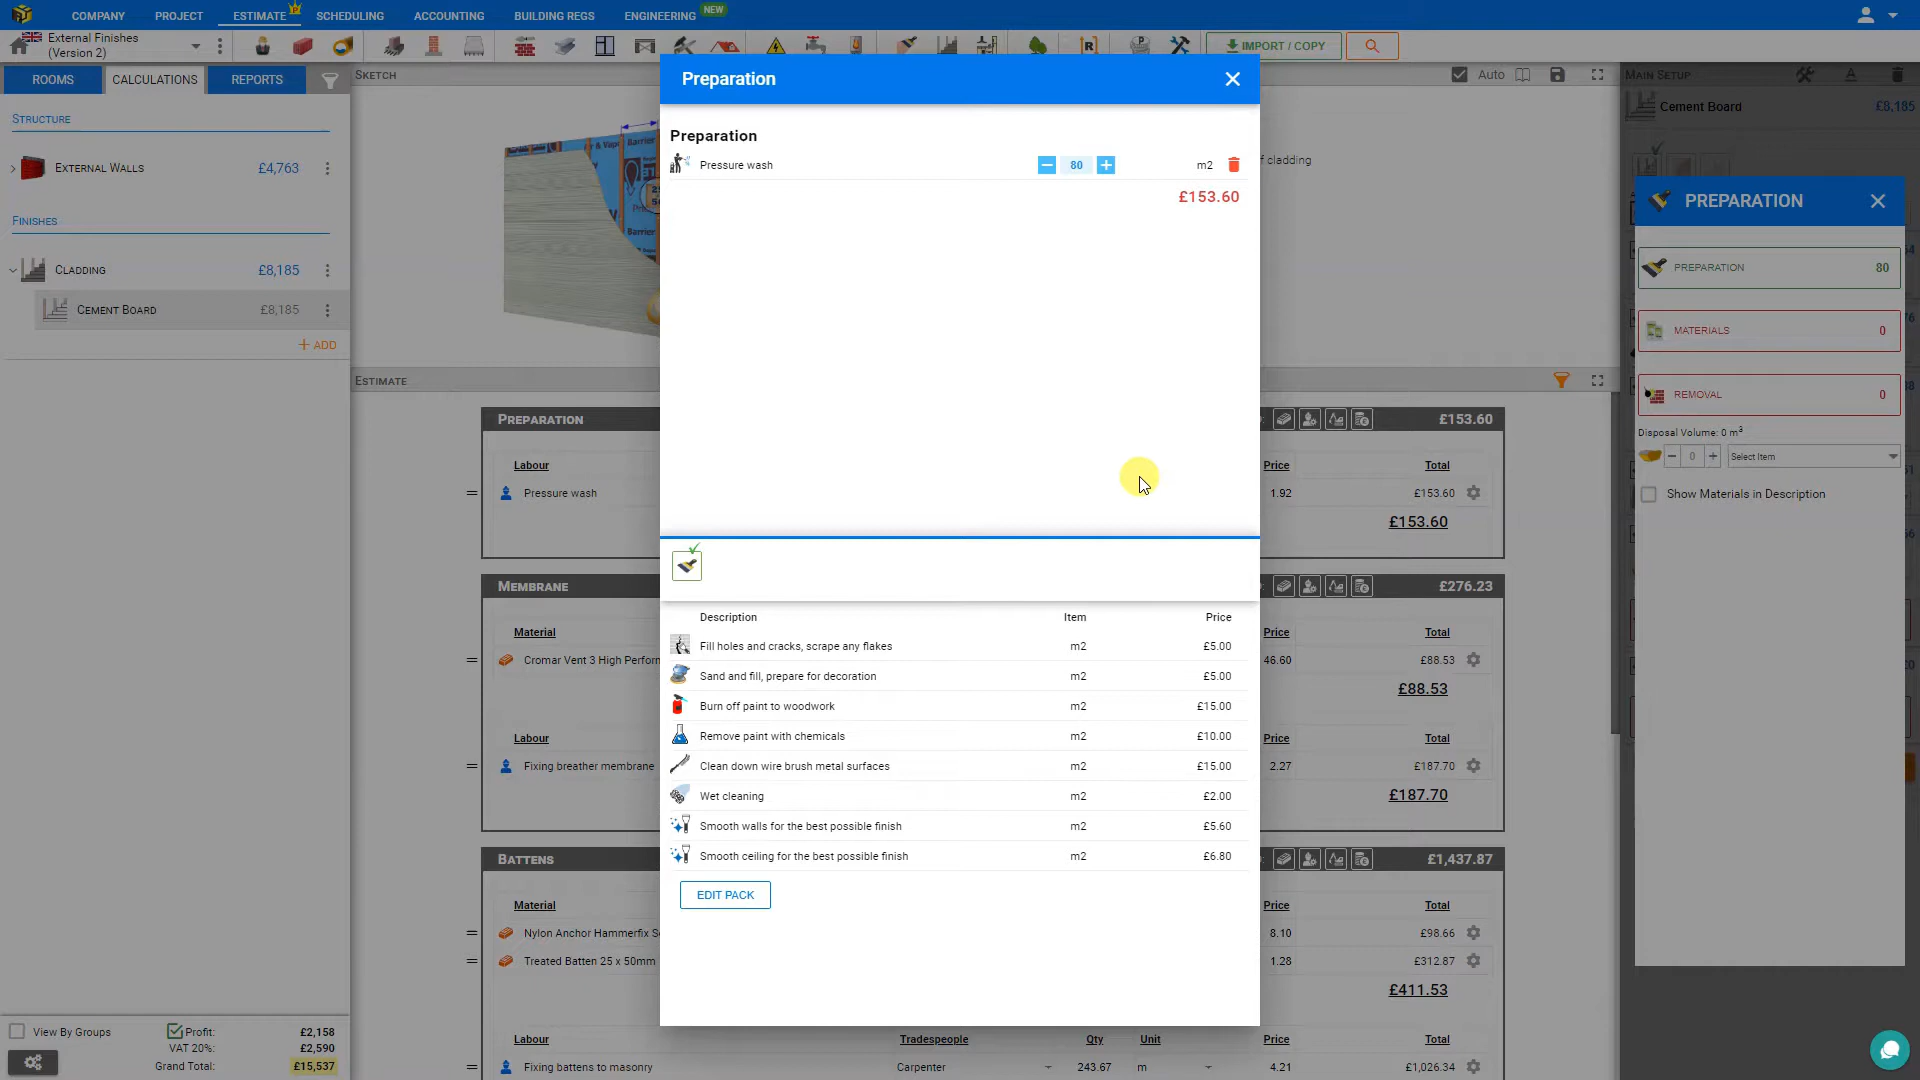 COMPANY PROJECT ESTIMATE SCHEDULING ACCOUNTING BUILDING REGS ENGINEERING NEW
External Finishes
(Version 2)
IMPORT / COPY
ROOMS CALCULATIONS REPORTS
STRUCTURE
EXTERNAL WALLS £4,763
FINISHES
CLADDING £8,185
CEMENT BOARD £8,185
+ ADD
View By Groups
Profit: £2,158
VAT 20%: £2,590
Grand Total: £15,537
SKETCH
Auto
Barrier
Barrier
f cladding
ESTIMATE
PREPARATION £153.60
Labour Price Total
Pressure wash 1.92 £153.60
£153.60
MEMBRANE £276.23
Material Price Total
Cromar Vent 3 High Perforn 46.60 £88.53
£88.53
Labour Price Total
Fixing breather membrane 2.27 £187.70
£187.70
BATTENS £1,437.87
Material Price Total
Nylon Anchor Hammerfix S 8.10 £98.66
Treated Batten 25 x 50mm 1.28 £312.87
£411.53
Labour Tradespeople Qty Unit Price Total
Fixing battens to masonry Carpenter 243.67 m 4.21 £1,026.34
Preparation
Preparation
Pressure wash 80 m2
£153.60
Description Item Price
Fill holes and cracks, scrape any flakes m2 £5.00
Sand and fill, prepare for decoration m2 £5.00
Burn off paint to woodwork m2 £15.00
Remove paint with chemicals m2 £10.00
Clean down wire brush metal surfaces m2 £15.00
Wet cleaning m2 £2.00
Smooth walls for the best possible finish m2 £5.60
Smooth ceiling for the best possible finish m2 £6.80
EDIT PACK
MAIN SETUP
Cement Board £8,185
PREPARATION
PREPARATION 80
MATERIALS 0
REMOVAL 0
Disposal Volume: 0 m³
0 Select Item
Show Materials in Description